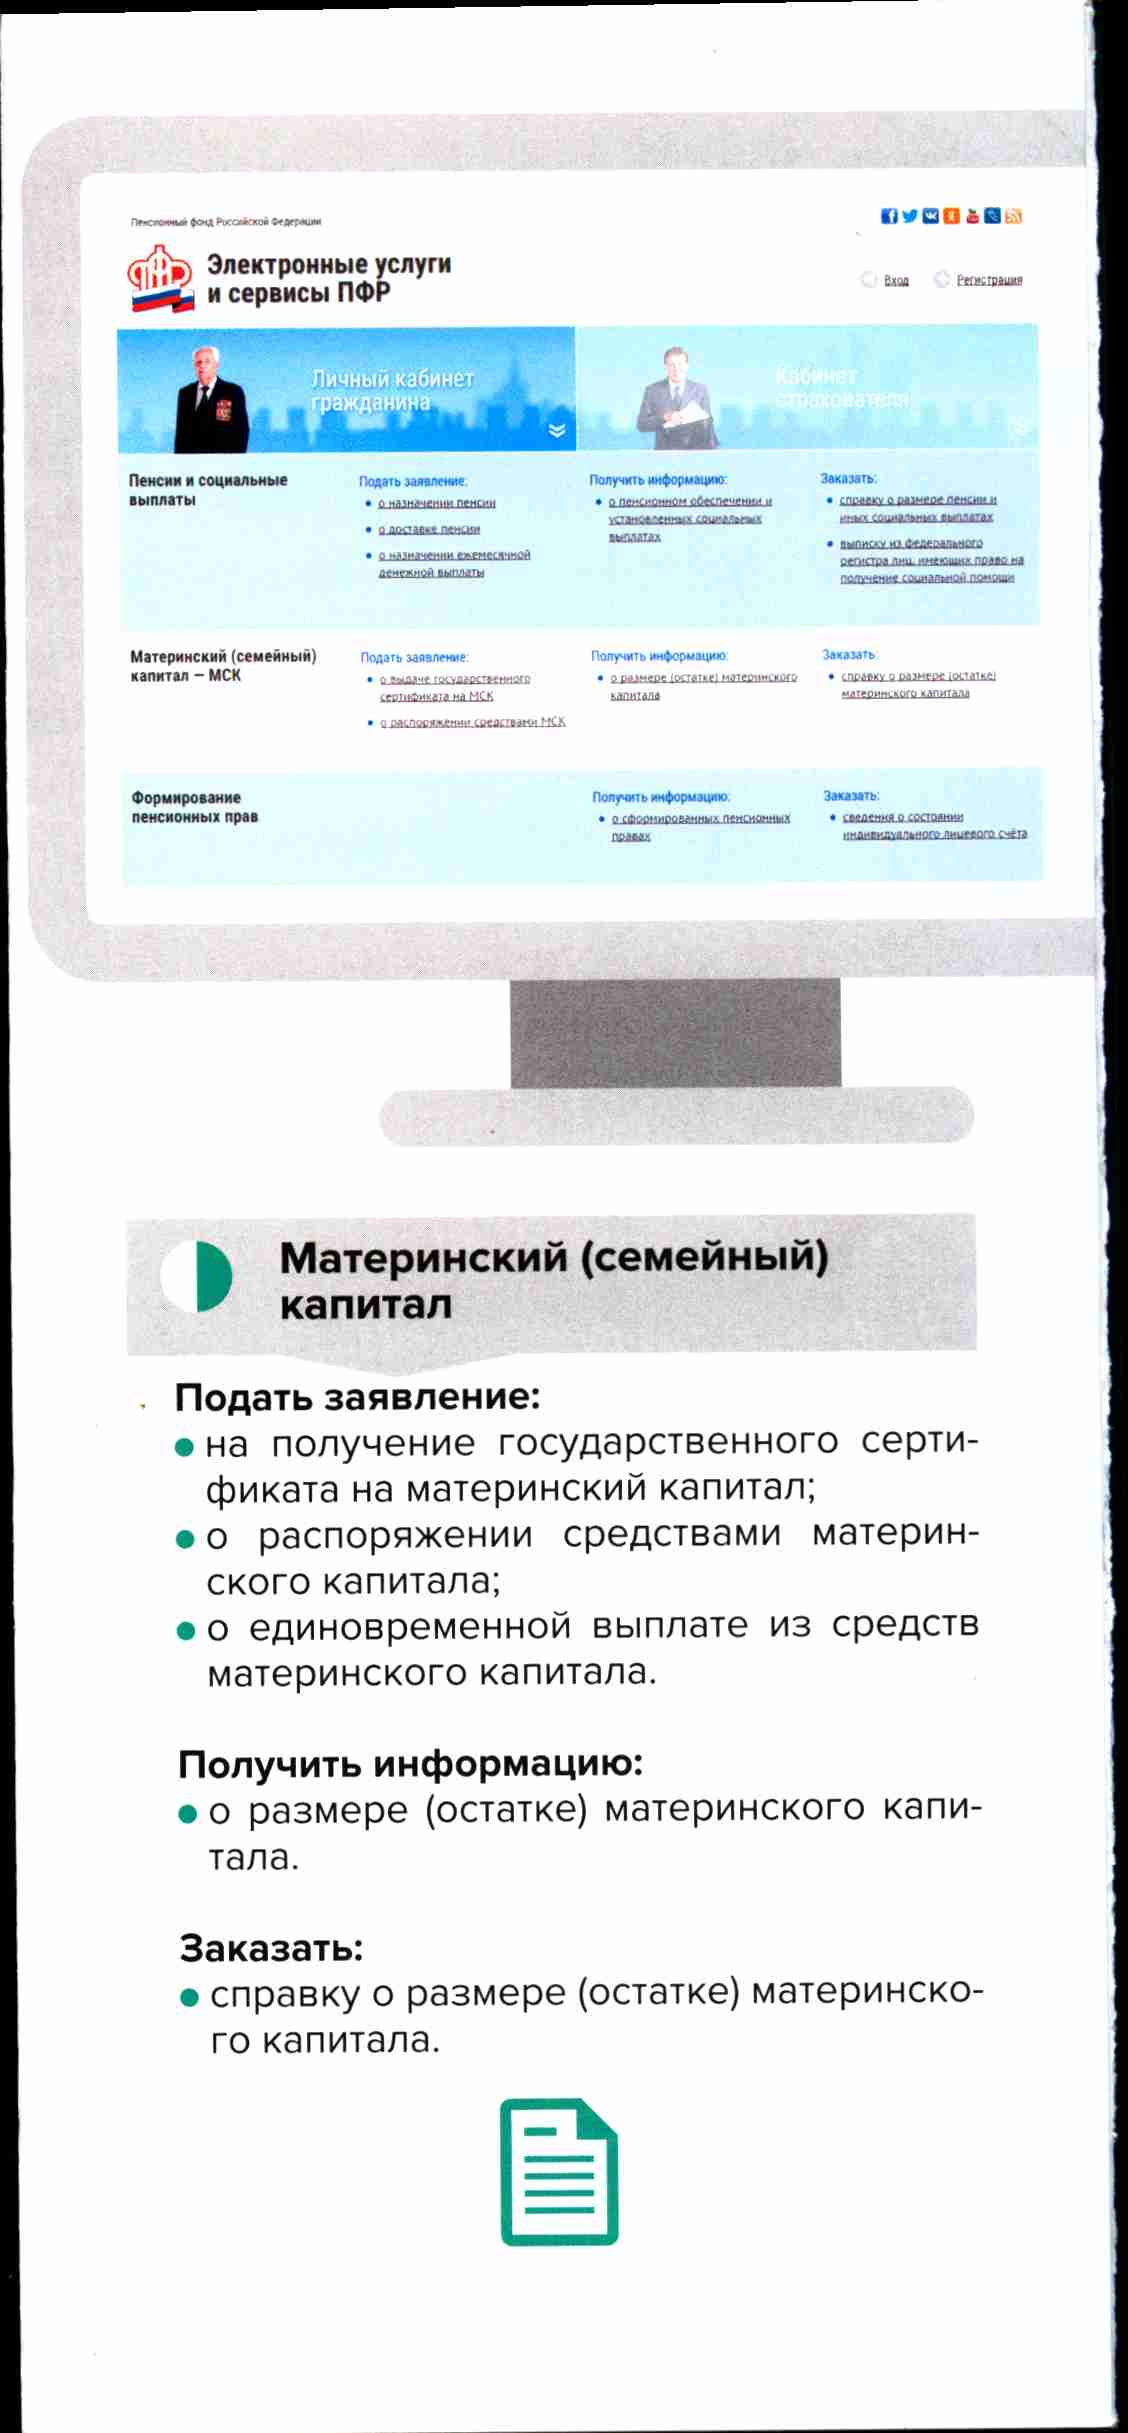 Пенсионный фонд Российской Федерации
Электронные услуги
и сервисы ПФР
Вход
Регистрация
Личный кабинет
гражданина
Кабинет
страхователя
Пенсии и социальные
выплаты
Подать заявление:
о назначении пенсии
о доставке пенсии
о назначении ежемесячной
денежной выплаты
Получить информацию:
о пенсионном обеспечении и
установленных социальных
выплатах
Заказать:
справку о размере пенсии и
иных социальных выплатах
выписку из федерального
регистра лиц, имеющих право на
получение социальной помощи
Материнский (семейный)
капитал – МСК
Подать заявление:
о выдаче государственного
сертификата на МСК
о распоряжении средствами МСК
Получить информацию:
о размере (остатке) материнского
капитала
Заказать:
справку о размере (остатке)
материнского капитала
Формирование
пенсионных прав
Получить информацию:
о сформированных пенсионных
правах
Заказать:
сведения о состоянии
индивидуального лицевого счёта
Материнский (семейный)
капитал
Подать заявление:
на получение государственного серти-
фиката на материнский капитал;
о распоряжении средствами материн-
ского капитала;
о единовременной выплате из средств
материнского капитала.
Получить информацию:
о размере (остатке) материнского капи-
тала.
Заказать:
справку о размере (остатке) материнско-
го капитала.